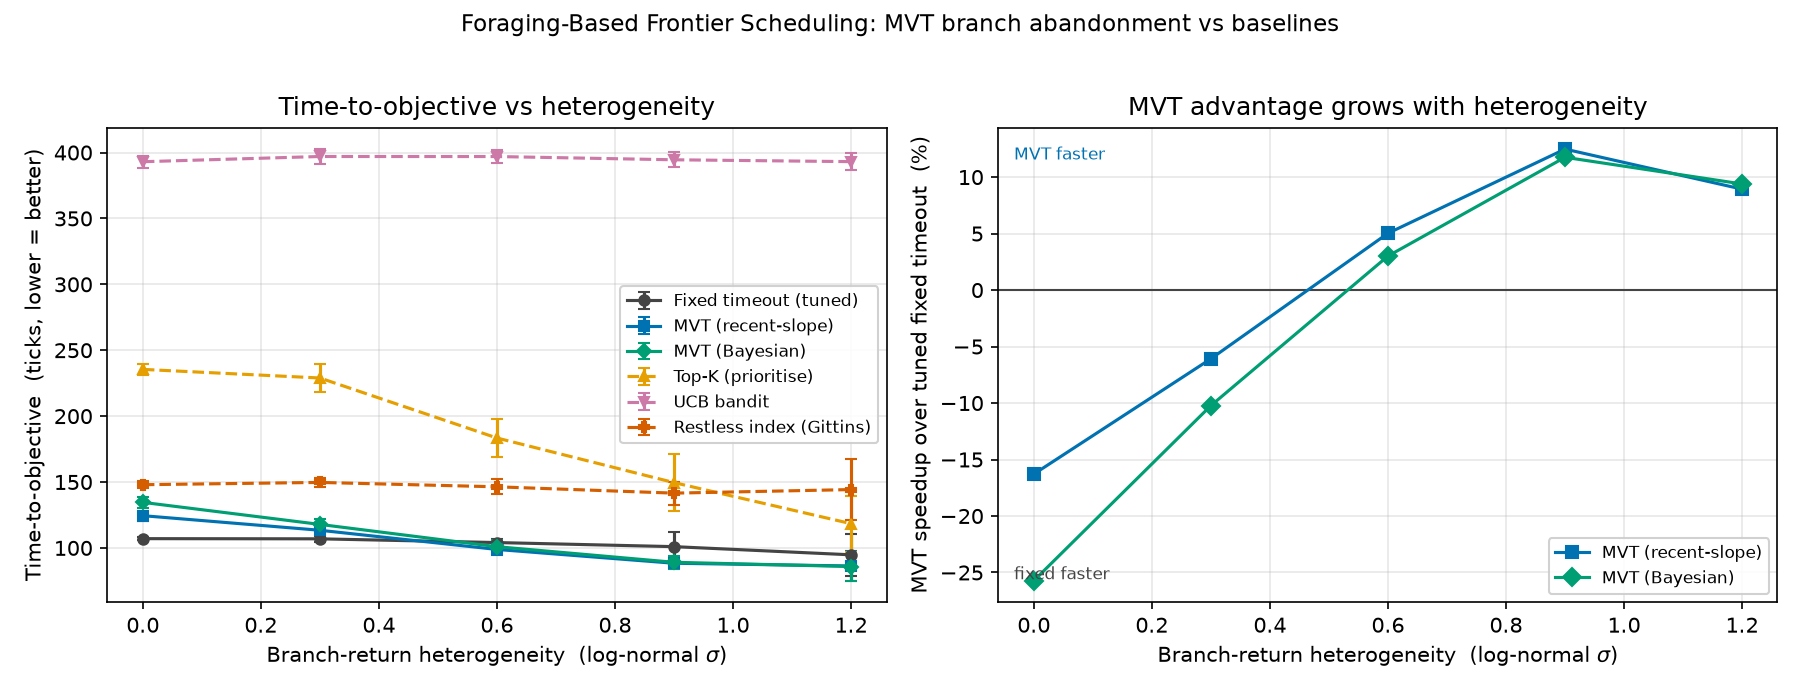 Foraging-Based Frontier Scheduling: MVT branch abandonment vs baselines
Time-to-objective vs heterogeneity
Time-to-objective (ticks, lower = better)
400
350
300
250
200
150
100
Fixed timeout (tuned)
MVT (recent-slope)
MVT (Bayesian)
Top-K (prioritise)
UCB bandit
Restless index (Gittins)
0.0 0.2 0.4 0.6 0.8 1.0 1.2
Branch-return heterogeneity (log-normal σ)
MVT advantage grows with heterogeneity
MVT speedup over tuned fixed timeout (%)
10
5
0
−5
−10
−15
−20
−25
MVT faster
fixed faster
MVT (recent-slope)
MVT (Bayesian)
0.0 0.2 0.4 0.6 0.8 1.0 1.2
Branch-return heterogeneity (log-normal σ)